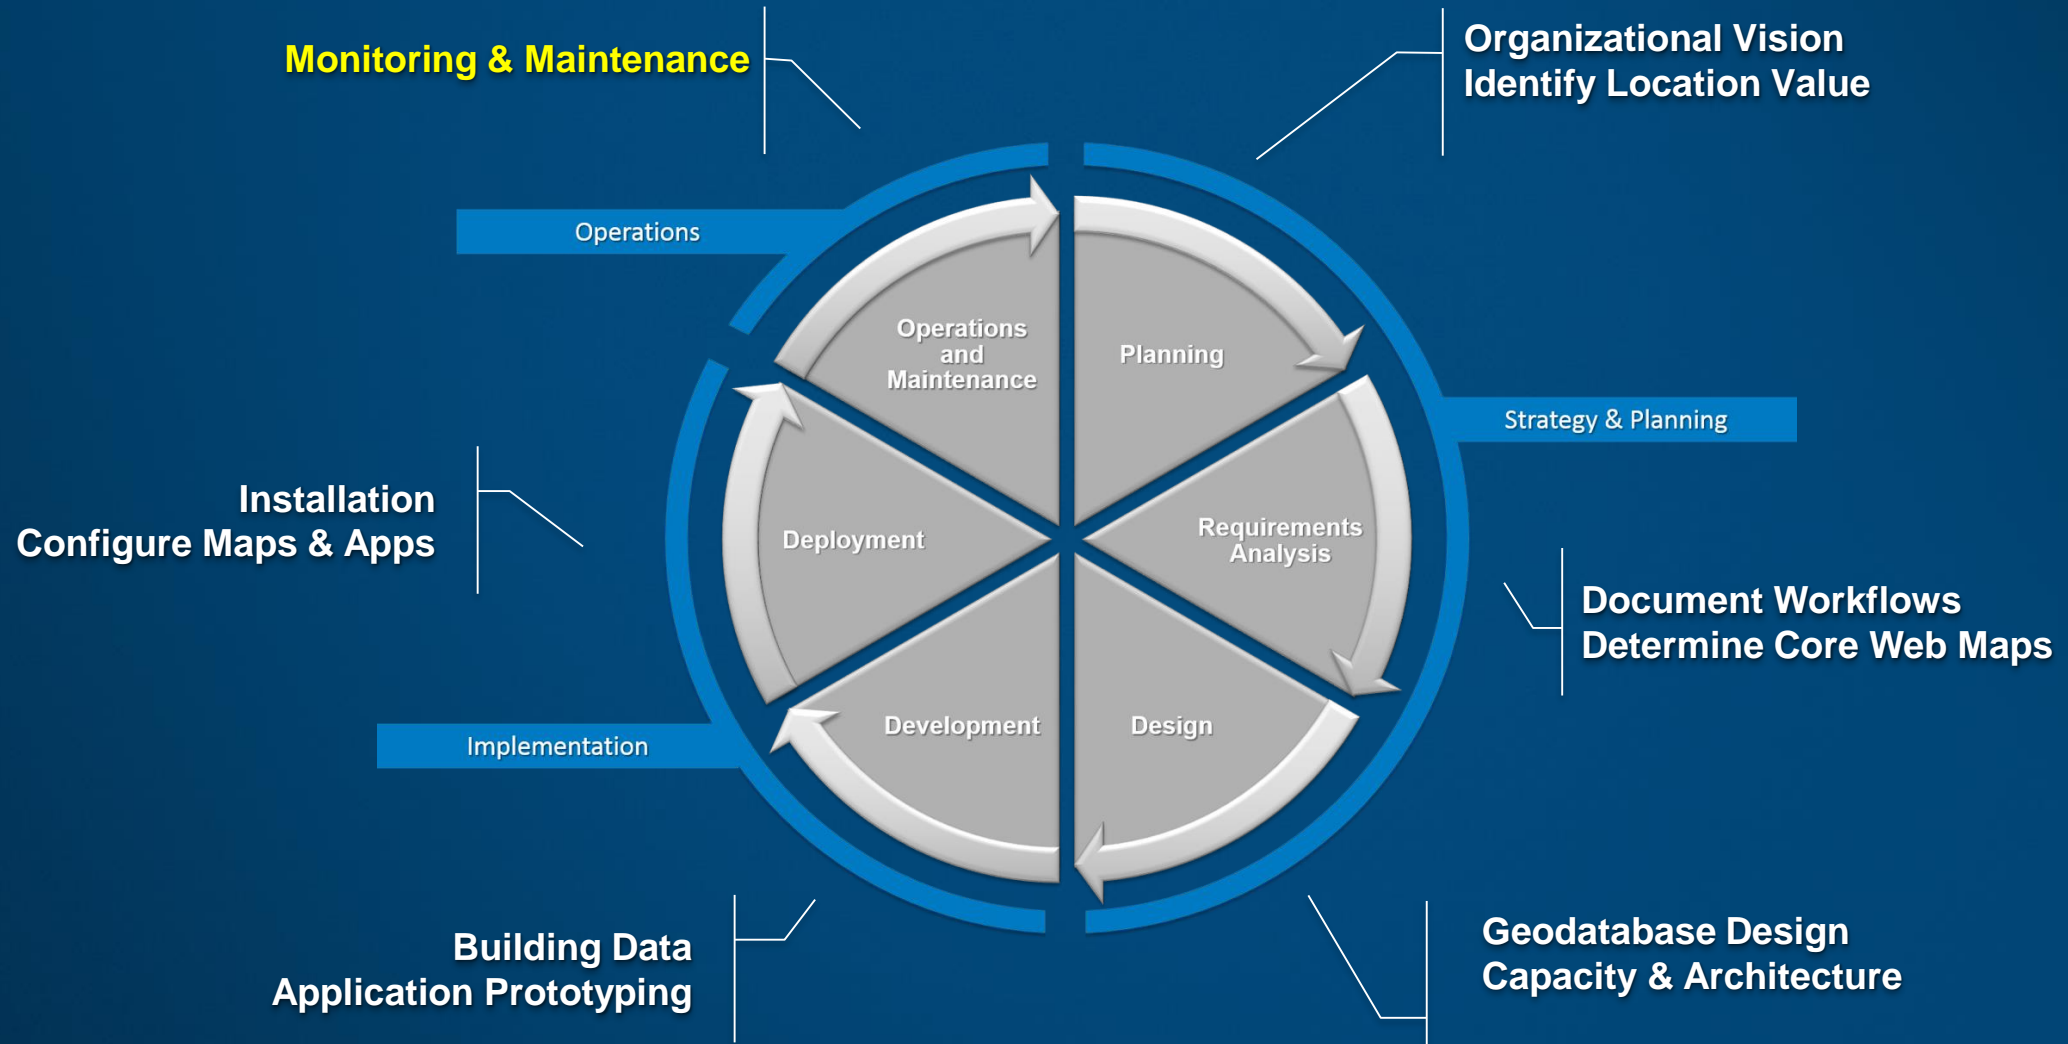 Monitoring & Maintenance
Organizational Vision
Identify Location Value
Operations
Operations
and
Maintenance
Planning
Strategy & Planning
Installation
Configure Maps & Apps
Deployment
Requirements
Analysis
Document Workflows
Determine Core Web Maps
Implementation
Development
Design
Building Data
Application Prototyping
Geodatabase Design
Capacity & Architecture